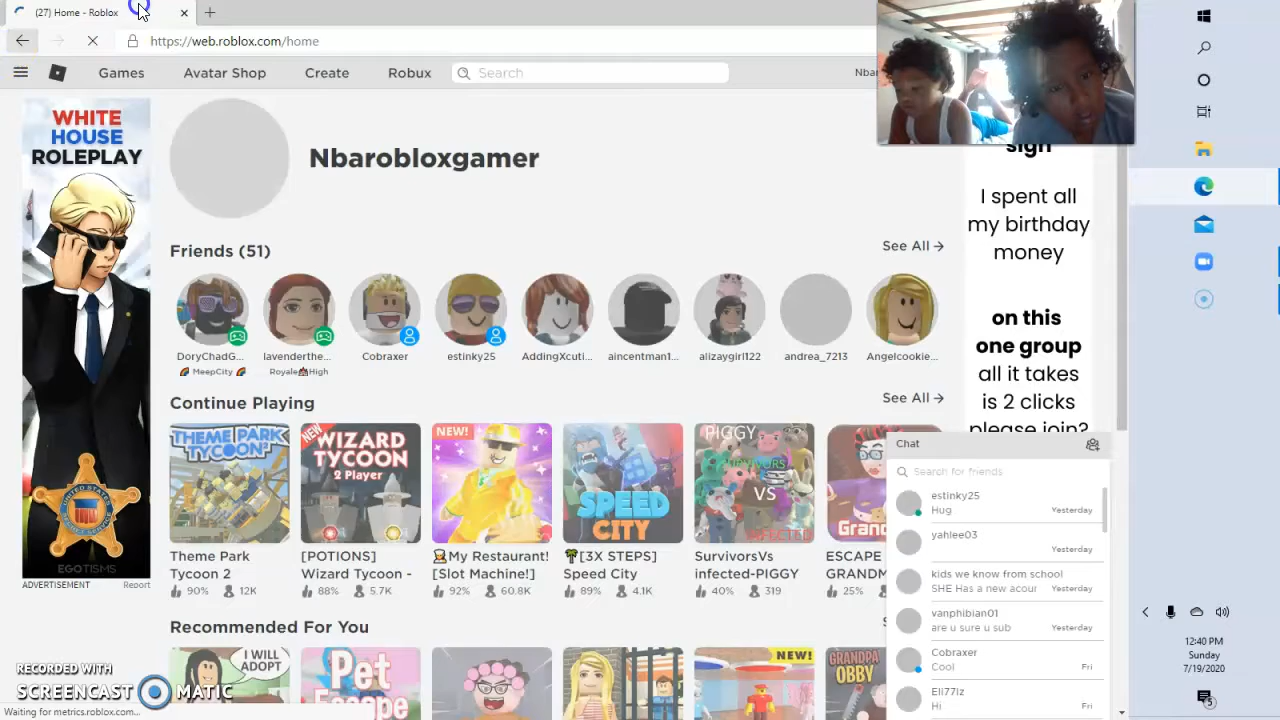 (27) Home - Roblox
https://web.roblox.com/home
Games
Avatar Shop
Create
Robux
Search
Nbar
WHITE
HOUSE
ROLEPLAY
EGOTISMS
ADVERTISEMENT
Report
Nbarobloxgamer
Friends (51)
See All
DoryChadG...
MeepCity
lavenderthe...
Royale High
Cobraxer
estinky25
AddingXcuti...
aincentman1...
alizaygirl122
andrea_7213
Angelcookie...
Continue Playing
See All
THEME PARK
TYCOON 2
NEW
WIZARD
TYCOON
2 Player
NEW!
SPEED
CITY
PIGGY
SURVIVORS
VS
INFECTED
Theme Park
Tycoon 2
90% 12K
[POTIONS]
Wizard Tycoon -
88% 5.7K
My Restaurant!
[Slot Machine!]
92% 60.8K
[3X STEPS]
Speed City
89% 4.1K
SurvivorsVs
infected-PIGGY
40% 319
ESCAPE
GRANDM
25%
Recommended For You
I WILL
ADOPT
Pet
Escape
NEW!
GRANDPA
OBBY
sign
I spent all
my birthday
money
on this
one group
all it takes
is 2 clicks
please join?
Chat
Search for friends
estinky25
Hug
Yesterday
yahlee03
Yesterday
kids we know from school
SHE Has a new acour
Yesterday
vanphibian01
are u sure u sub
Yesterday
Cobraxer
Cool
Fri
Eli77iz
Hi
Fri
12:40 PM
Sunday
7/19/2020
5
RECORDED WITH
SCREENCAST MATIC
Waiting for metrics.roblox.com...